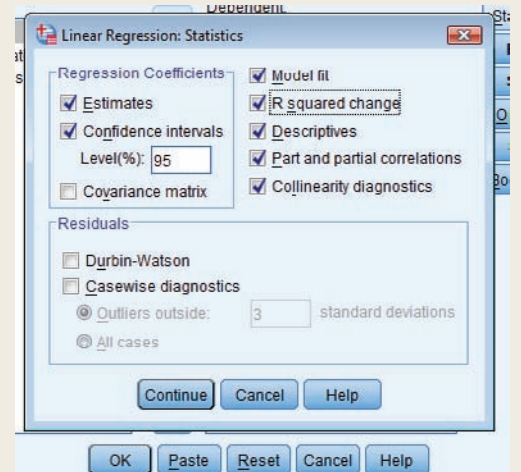 Dependent:
Linear Regression: Statistics
Regression Coefficients
Estimates
Confidence intervals
Level(%): 95
Covariance matrix
Model fit
R squared change
Descriptives
Part and partial correlations
Collinearity diagnostics
Residuals
Durbin-Watson
Casewise diagnostics
Outliers outside: 3 standard deviations
All cases
Continue Cancel Help
OK Paste Reset Cancel Help